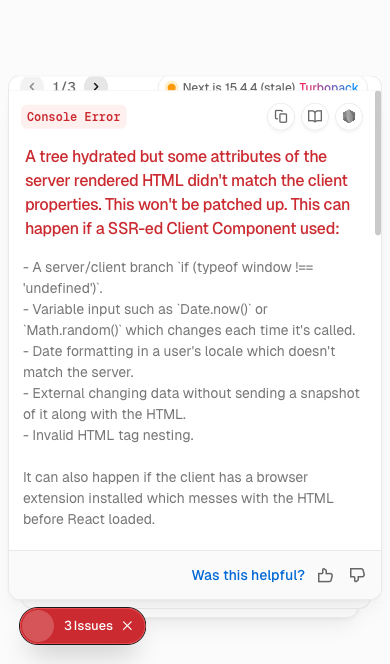 1/3
Next is 15.4.4 (stale) Turbopack
Console Error
A tree hydrated but some attributes of the
server rendered HTML didn't match the client
properties. This won't be patched up. This can
happen if a SSR-ed Client Component used:
- A server/client branch `if (typeof window !==
'undefined')`.
- Variable input such as `Date.now()` or
`Math.random()` which changes each time it's called.
- Date formatting in a user's locale which doesn't
match the server.
- External changing data without sending a snapshot
of it along with the HTML.
- Invalid HTML tag nesting.
It can also happen if the client has a browser
extension installed which messes with the HTML
before React loaded.
Was this helpful?
3 Issues